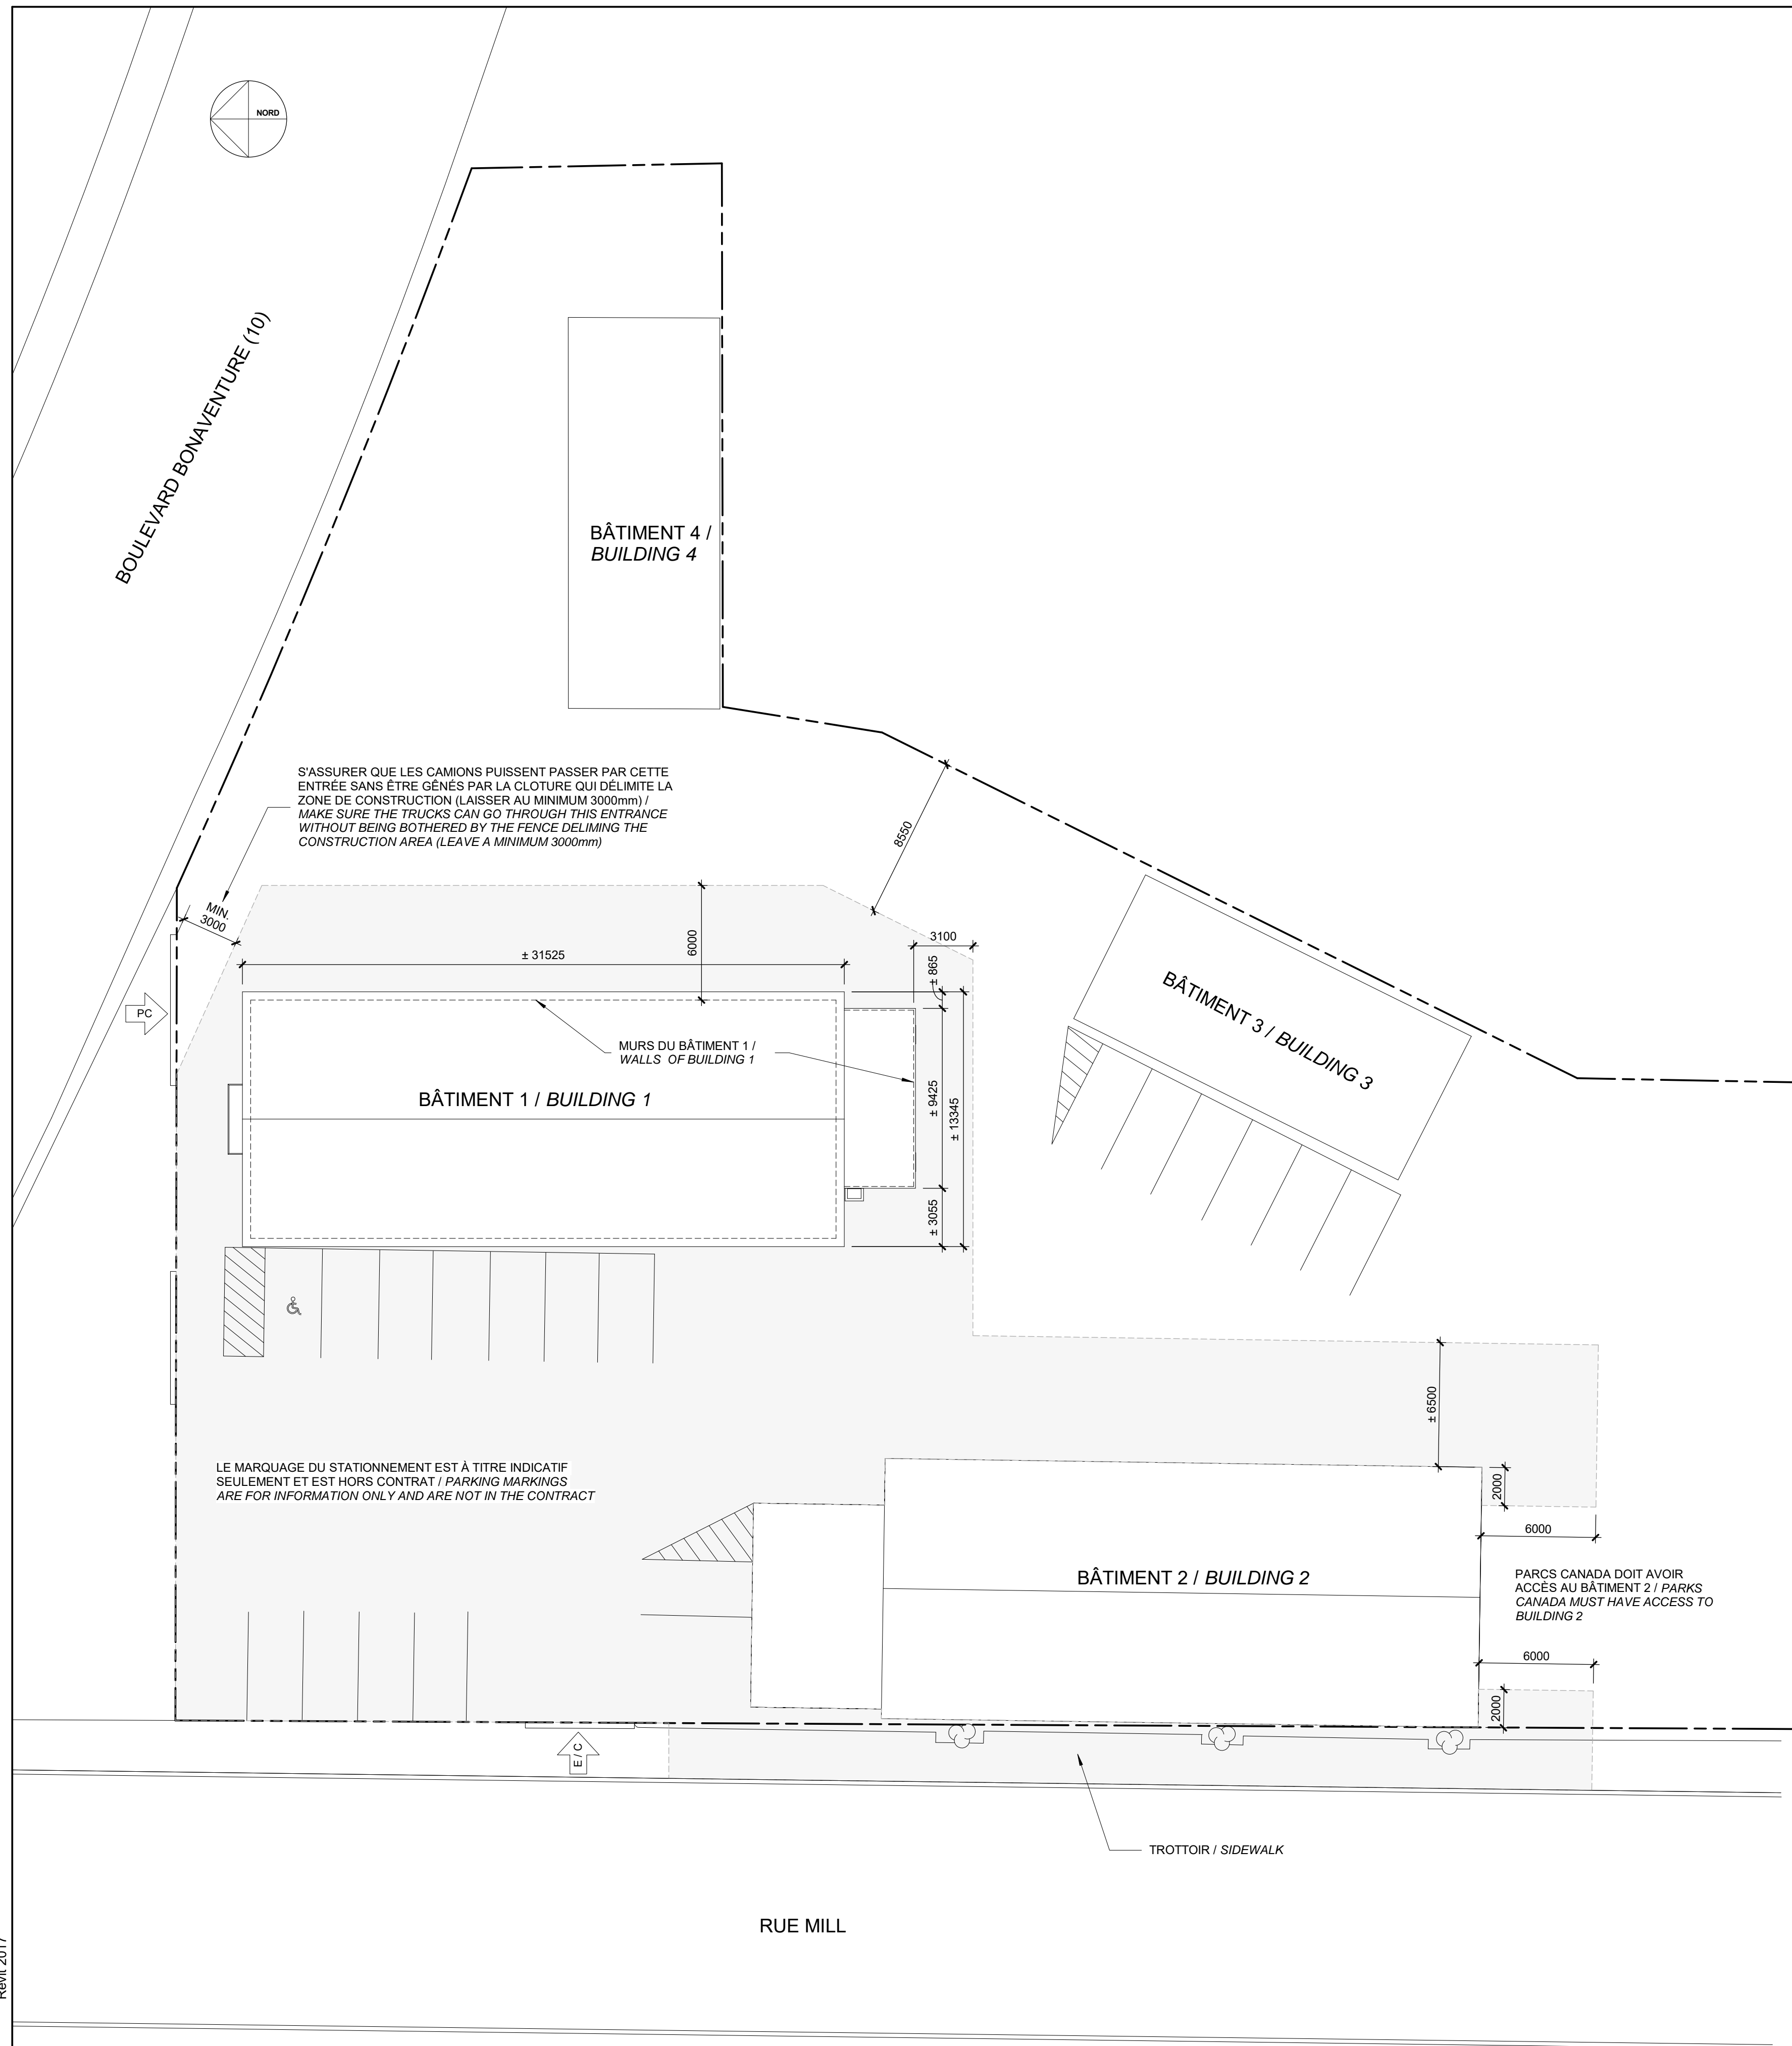 NORD
BOULEVARD BONAVENTURE (10)
BÂTIMENT 4 /
BUILDING 4
S'ASSURER QUE LES CAMIONS PUISSENT PASSER PAR CETTE
ENTRÉE SANS ÊTRE GÊNÉS PAR LA CLOTURE QUI DÉLIMITE LA
ZONE DE CONSTRUCTION (LAISSER AU MINIMUM 3000mm) /
MAKE SURE THE TRUCKS CAN GO THROUGH THIS ENTRANCE
WITHOUT BEING BOTHERED BY THE FENCE DELIMING THE
CONSTRUCTION AREA (LEAVE A MINIMUM 3000mm)
8550
MIN.
3000
6000
3100
± 31525
± 865
PC
BÂTIMENT 3 / BUILDING 3
MURS DU BÂTIMENT 1 /
WALLS OF BUILDING 1
BÂTIMENT 1 / BUILDING 1
± 9425
± 13345
± 3055
± 6500
LE MARQUAGE DU STATIONNEMENT EST À TITRE INDICATIF
SEULEMENT ET EST HORS CONTRAT / PARKING MARKINGS
ARE FOR INFORMATION ONLY AND ARE NOT IN THE CONTRACT
2000
6000
BÂTIMENT 2 / BUILDING 2
PARCS CANADA DOIT AVOIR
ACCÈS AU BÂTIMENT 2 / PARKS
CANADA MUST HAVE ACCESS TO
BUILDING 2
6000
2000
E / C
TROTTOIR / SIDEWALK
RUE MILL
Revit 2017